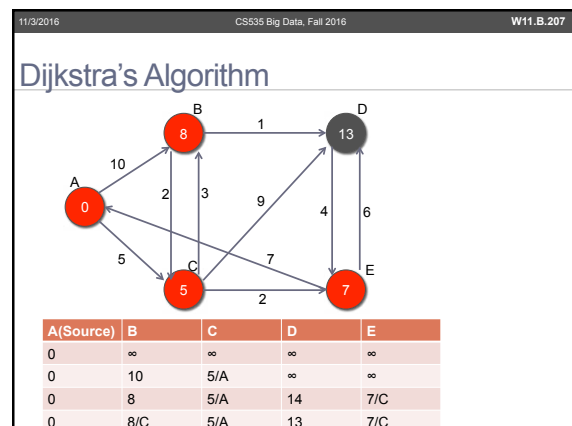 11/3/2016 CS535 Big Data, Fall 2016 W11.B.207
Dijkstra's Algorithm
B D
8 1 13
10
A
0 2 3 9 4 6
5 7
C E
5 2 7
A(Source) B C D E
0 ∞ ∞ ∞ ∞
0 10 5/A ∞ ∞
0 8 5/A 14 7/C
0 8/C 5/A 13 7/C